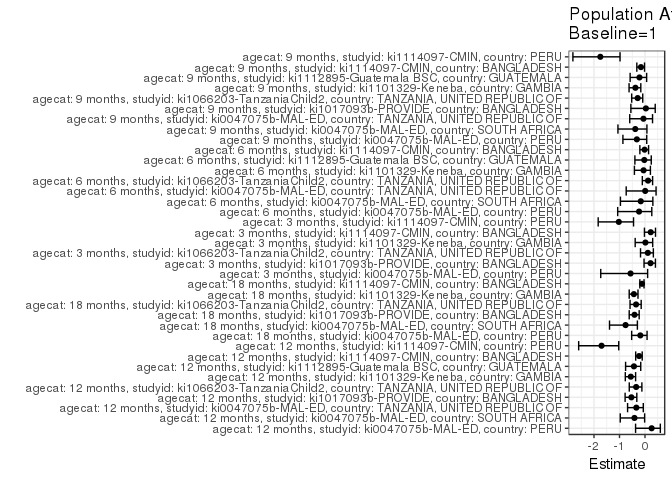 Population A
Baseline=1
agecat: 9 months, studyid: ki1114097-CMIN, country: PERU
agecat: 9 months, studyid: ki1114097-CMIN, country: BANGLADESH
agecat: 9 months, studyid: ki1112895-Guatemala BSC, country: GUATEMALA
agecat: 9 months, studyid: ki1101329-Keneba, country: GAMBIA
agecat: 9 months, studyid: ki1066203-TanzaniaChild2, country: TANZANIA, UNITED REPUBLIC OF
agecat: 9 months, studyid: ki1017093b-PROVIDE, country: BANGLADESH
agecat: 9 months, studyid: ki0047075b-MAL-ED, country: TANZANIA, UNITED REPUBLIC OF
agecat: 9 months, studyid: ki0047075b-MAL-ED, country: SOUTH AFRICA
agecat: 9 months, studyid: ki0047075b-MAL-ED, country: PERU
agecat: 6 months, studyid: ki1114097-CMIN, country: BANGLADESH
agecat: 6 months, studyid: ki1112895-Guatemala BSC, country: GUATEMALA
agecat: 6 months, studyid: ki1101329-Keneba, country: GAMBIA
agecat: 6 months, studyid: ki1066203-TanzaniaChild2, country: TANZANIA, UNITED REPUBLIC OF
agecat: 6 months, studyid: ki0047075b-MAL-ED, country: TANZANIA, UNITED REPUBLIC OF
agecat: 6 months, studyid: ki0047075b-MAL-ED, country: SOUTH AFRICA
agecat: 6 months, studyid: ki0047075b-MAL-ED, country: PERU
agecat: 3 months, studyid: ki1114097-CMIN, country: PERU
agecat: 3 months, studyid: ki1114097-CMIN, country: BANGLADESH
agecat: 3 months, studyid: ki1101329-Keneba, country: GAMBIA
agecat: 3 months, studyid: ki1066203-TanzaniaChild2, country: TANZANIA, UNITED REPUBLIC OF
agecat: 3 months, studyid: ki1017093b-PROVIDE, country: BANGLADESH
agecat: 3 months, studyid: ki0047075b-MAL-ED, country: PERU
agecat: 18 months, studyid: ki1114097-CMIN, country: BANGLADESH
agecat: 18 months, studyid: ki1101329-Keneba, country: GAMBIA
agecat: 18 months, studyid: ki1066203-TanzaniaChild2, country: TANZANIA, UNITED REPUBLIC OF
agecat: 18 months, studyid: ki1017093b-PROVIDE, country: BANGLADESH
agecat: 18 months, studyid: ki0047075b-MAL-ED, country: SOUTH AFRICA
agecat: 18 months, studyid: ki0047075b-MAL-ED, country: PERU
agecat: 12 months, studyid: ki1114097-CMIN, country: PERU
agecat: 12 months, studyid: ki1114097-CMIN, country: BANGLADESH
agecat: 12 months, studyid: ki1112895-Guatemala BSC, country: GUATEMALA
agecat: 12 months, studyid: ki1101329-Keneba, country: GAMBIA
agecat: 12 months, studyid: ki1066203-TanzaniaChild2, country: TANZANIA, UNITED REPUBLIC OF
agecat: 12 months, studyid: ki1017093b-PROVIDE, country: BANGLADESH
agecat: 12 months, studyid: ki0047075b-MAL-ED, country: TANZANIA, UNITED REPUBLIC OF
agecat: 12 months, studyid: ki0047075b-MAL-ED, country: SOUTH AFRICA
agecat: 12 months, studyid: ki0047075b-MAL-ED, country: PERU
-2 -1 0
Estimate